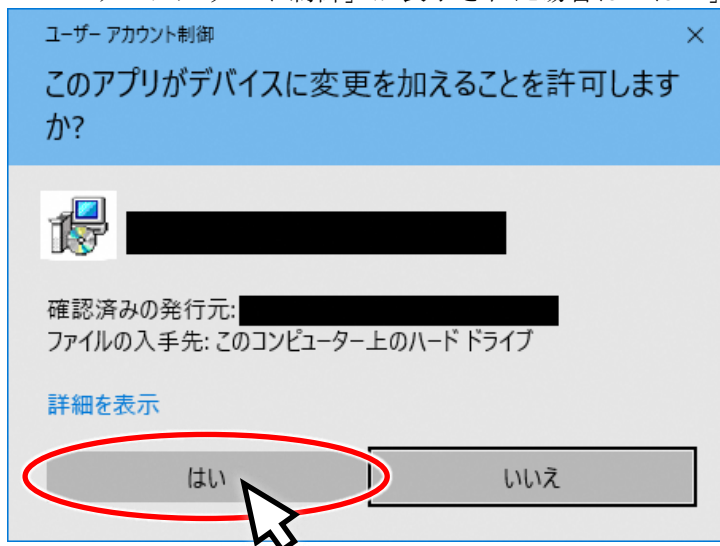 ユーザー アカウント制御
このアプリがデバイスに変更を加えることを許可します
か?
確認済みの発行元:
ファイルの入手先: このコンピューター上のハード ドライブ
詳細を表示
はい
いいえ